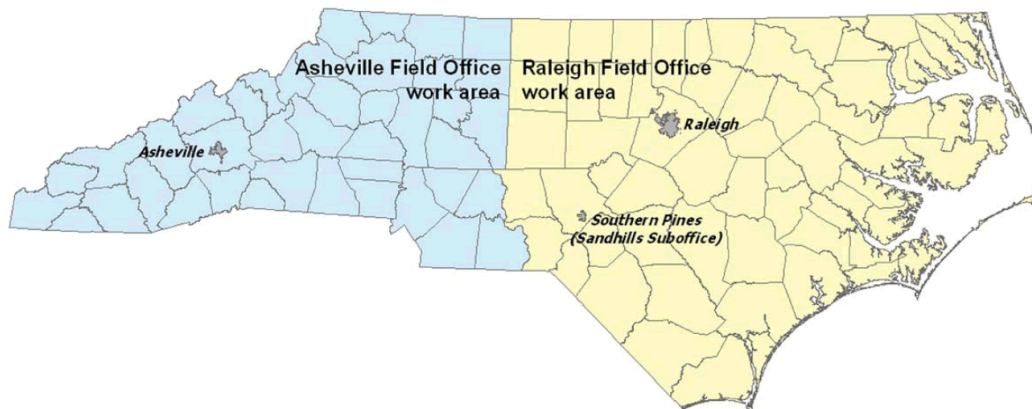 Asheville Field Office
work area
Raleigh Field Office
work area
Raleigh
Asheville
Southern Pines
(Sandhills Suboffice)